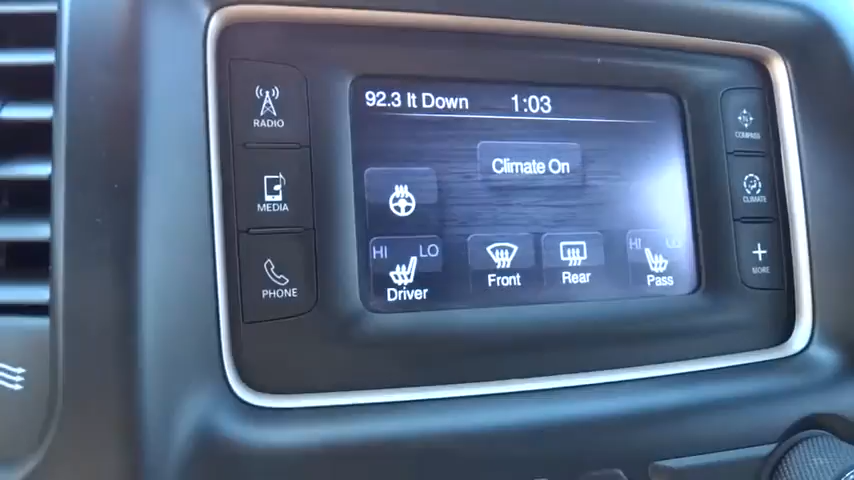 92.3 It Down 1:03
RADIO
COMPASS
Climate On
MEDIA
CLIMATE
HI LO
HI LO
Driver
Front
Rear
Pass
PHONE
MORE